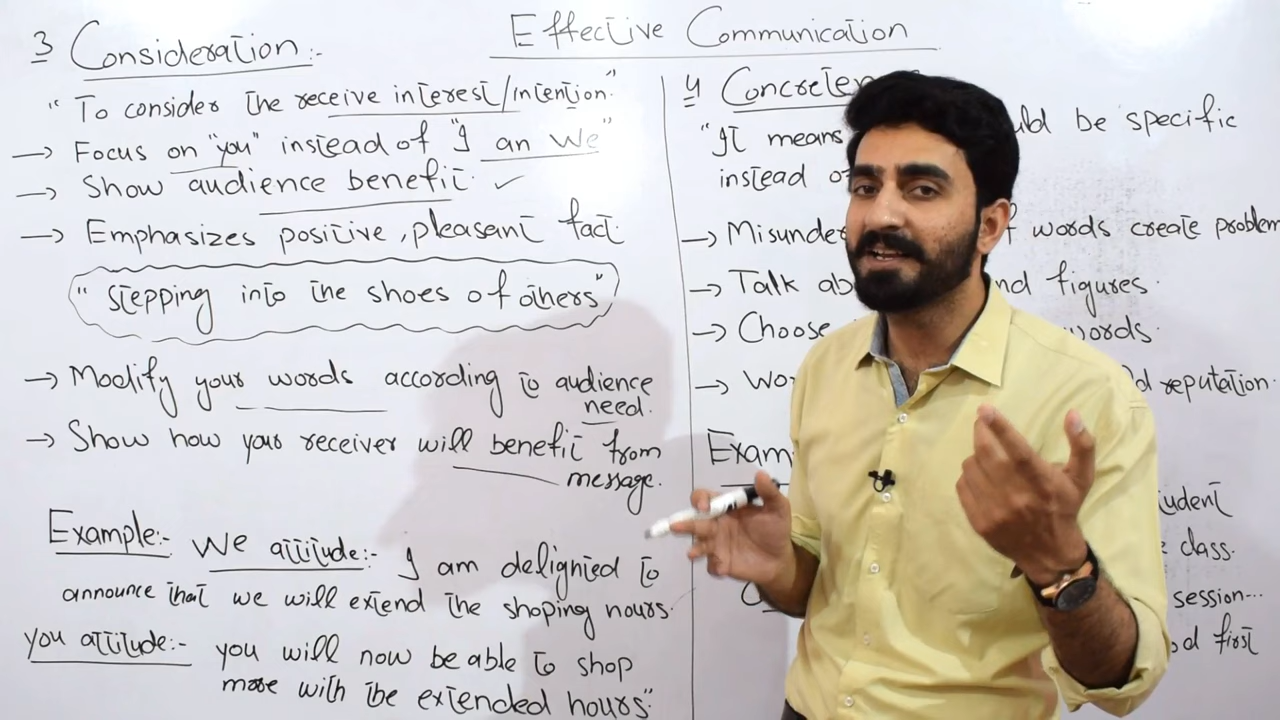 Effective Communication
3 Consideration:-
"To consider the receive interest/intention."
→ Focus on "you" instead of "I an We"
→ Show audience benefit. ✓
→ Emphasizes positive, pleasant fact
"Stepping into the shoes of others"
→ Modify your words according to audience
need.
→ Show how your receiver will benefit from
message.
Example:- We attitude:- I am delignted to
announce that we will extend the shoping hours.
you attitude:- you will now be able to shop
more with the extended hours"
4 Concrete
"It means uld be specific
instead of
→ Misunder f words create problem
→ Talk ab nd figures.
→ Choose words.
→ Wo d reputation.
Exam
tudent
class.
session...
od first